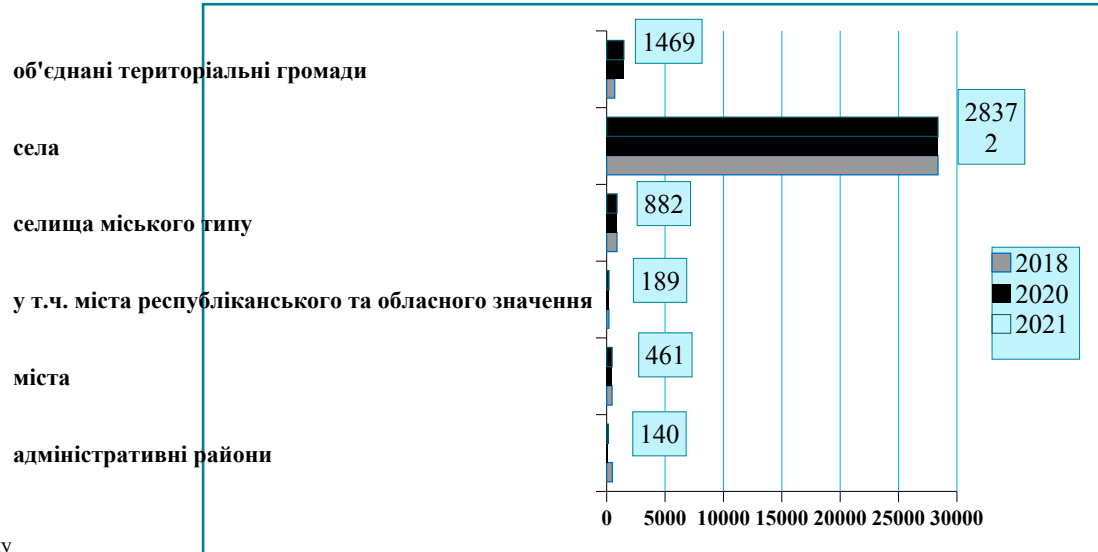 об'єднані територіальні громади
1469
села
2837
2
селища міського типу
882
у т.ч. міста республіканського та обласного значення
189
міста
461
адміністративні райони
140
0 5000 10000 15000 20000 25000 30000
2018
2020
2021